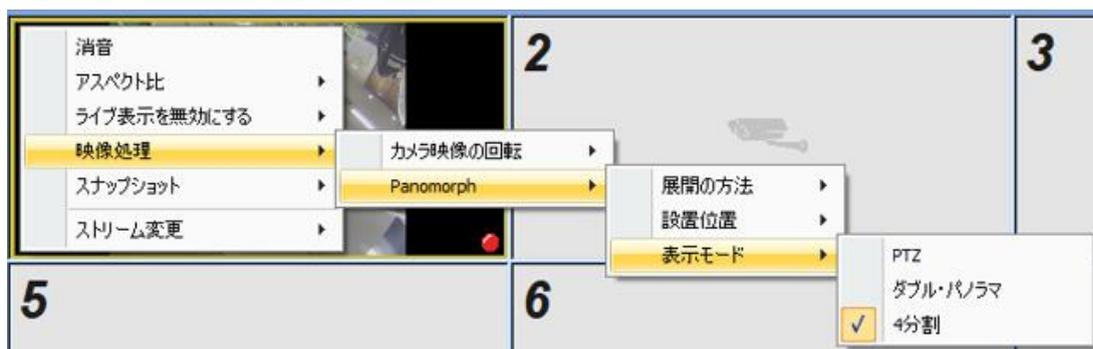 消音
アスペクト比
ライブ表示を無効にする
映像処理
スナップショット
ストリーム変更
カメラ映像の回転
Panomorph
展開の方法
設置位置
表示モード
PTZ
ダブル・パノラマ
4分割
2
3
5
6